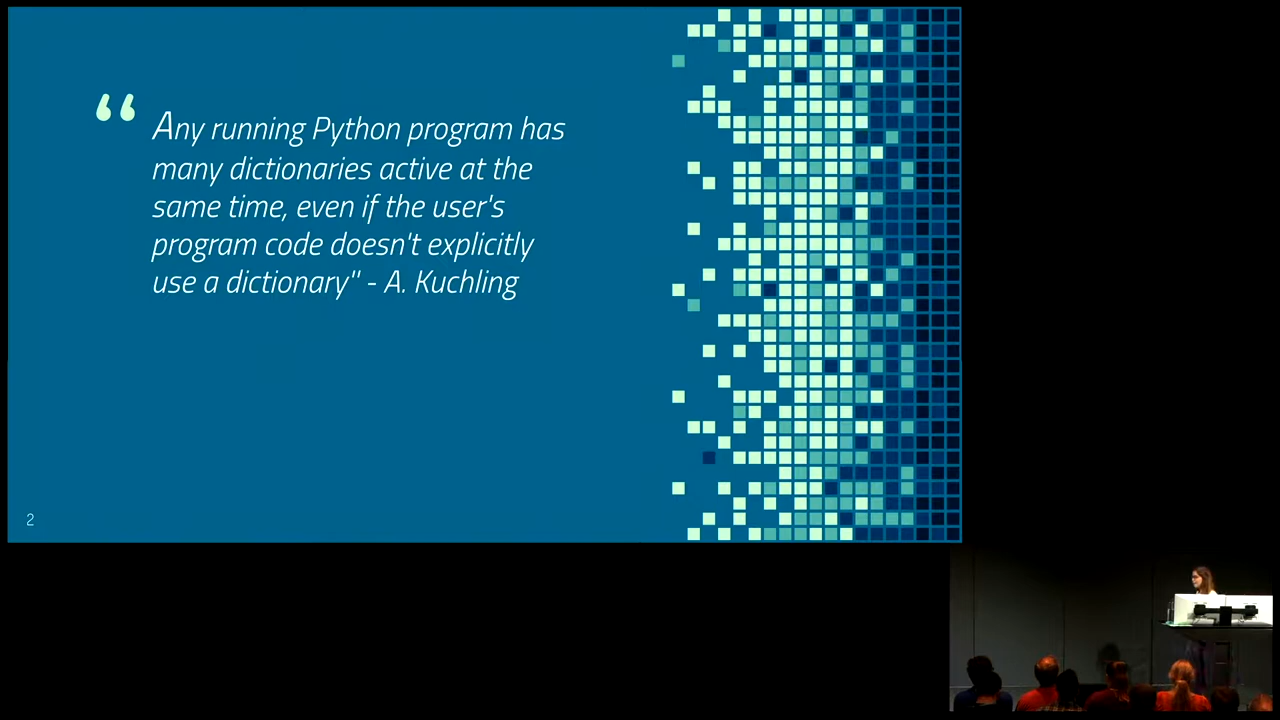 “ Any running Python program has
many dictionaries active at the
same time, even if the user's
program code doesn't explicitly
use a dictionary" - A. Kuchling
2